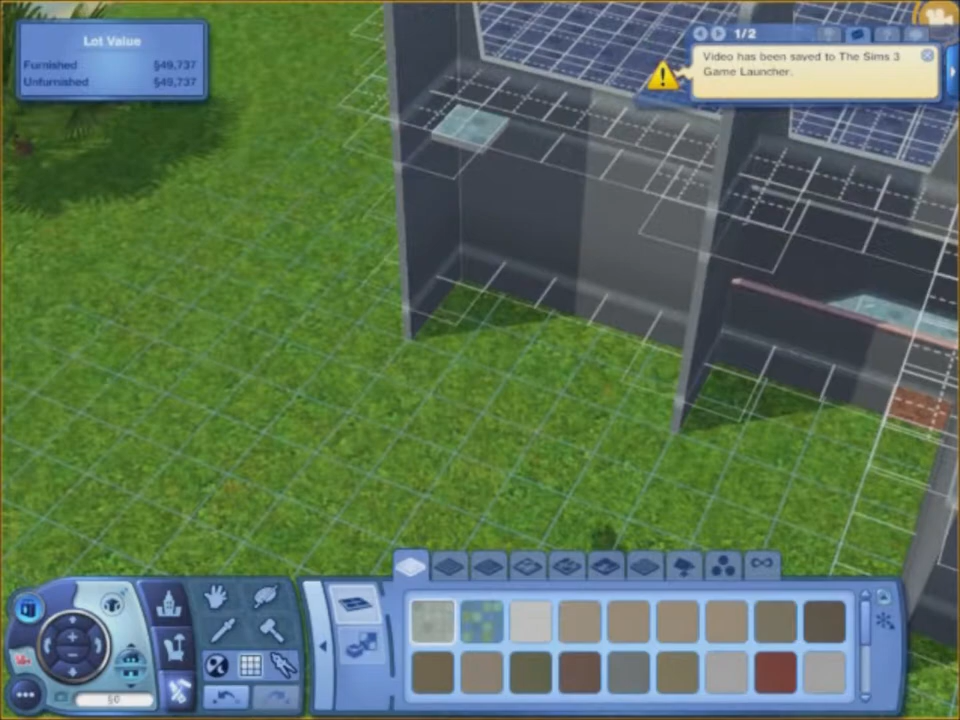 Lot Value
Furnished §49,737
Unfurnished §49,737
1/2
Video has been saved to The Sims 3
Game Launcher.
§0